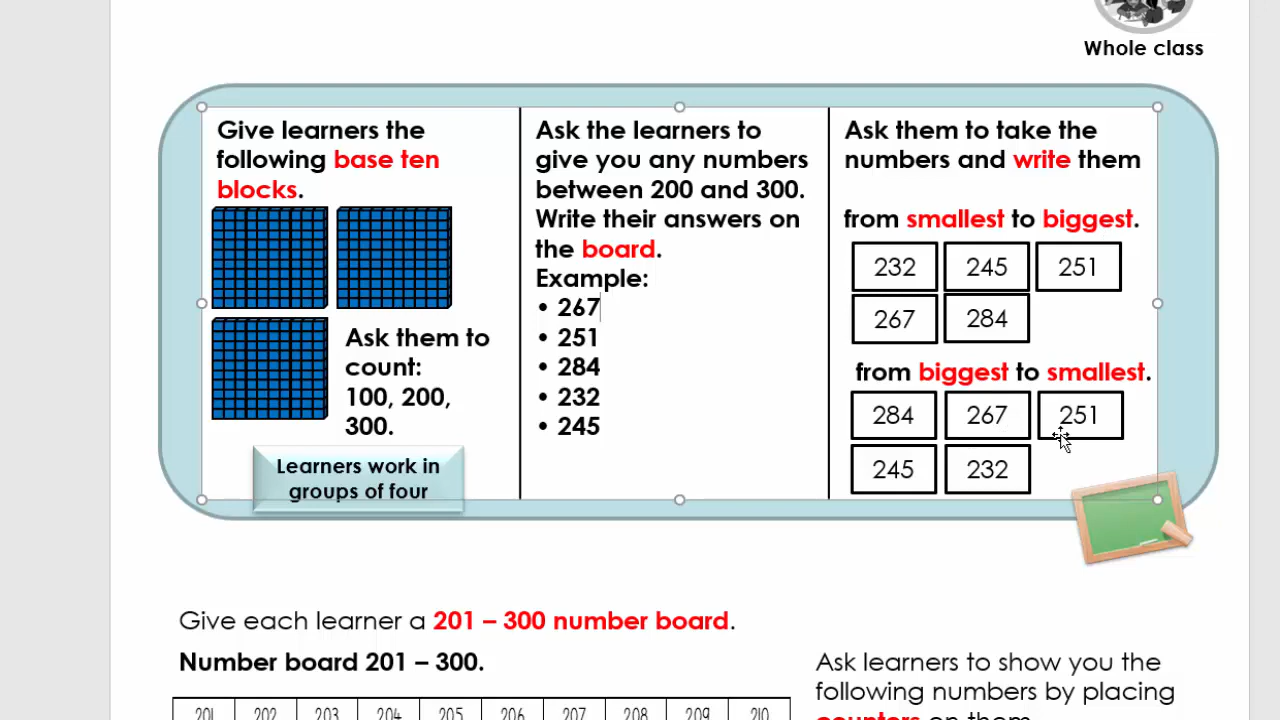 Whole class
Give learners the
following base ten
blocks.
Ask them to
count:
100, 200,
300.
Learners work in
groups of four
Ask the learners to
give you any numbers
between 200 and 300.
Write their answers on
the board.
Example:
• 267
• 251
• 284
• 232
• 245
Ask them to take the
numbers and write them
from smallest to biggest.
232 245 251
267 284
from biggest to smallest.
284 267 251
245 232
Give each learner a 201 – 300 number board.
Number board 201 – 300.
201 202 203 204 205 206 207 208 209 210
Ask learners to show you the
following numbers by placing
counters on them